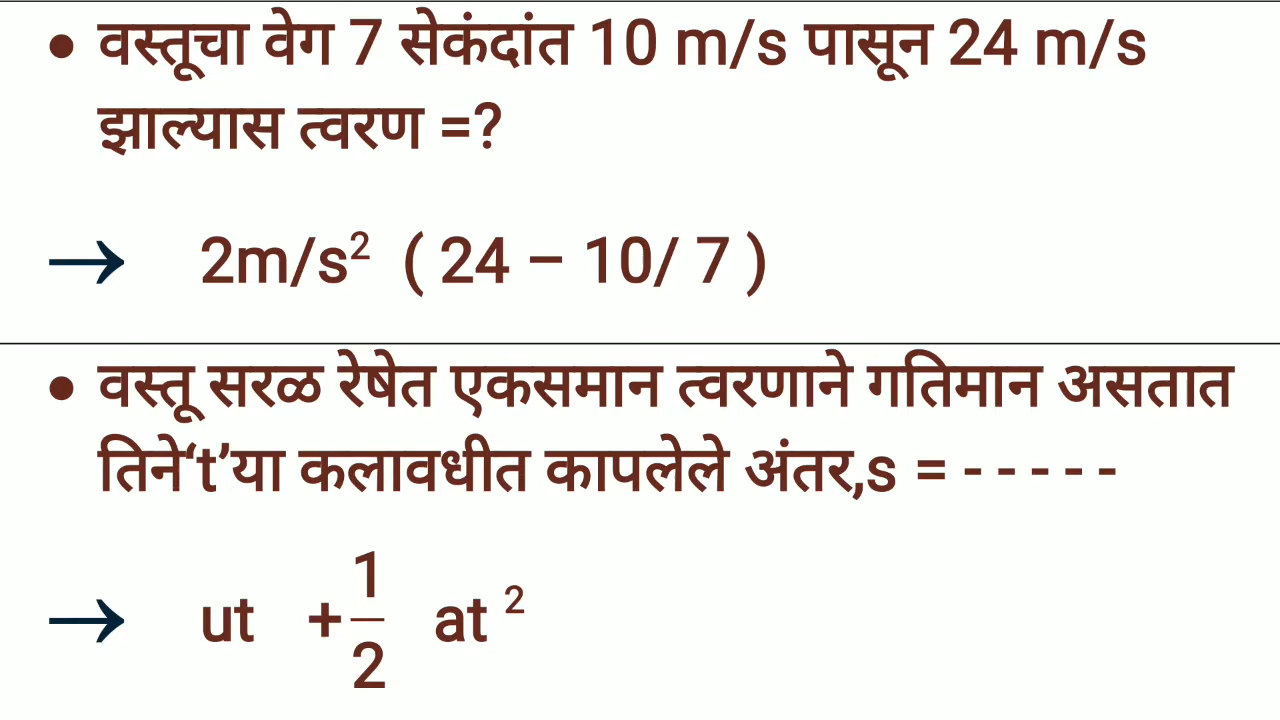 • वस्तूचा वेग 7 सेकंदांत 10 m/s पासून 24 m/s
झाल्यास त्वरण =?
→ 2m/s² ( 24 – 10/ 7 )
• वस्तू सरळ रेषेत एकसमान त्वरणाने गतिमान असतात
तिने‘t’या कलावधीत कापलेले अंतर,s = - - - - -
→ ut + 1/2 at ²